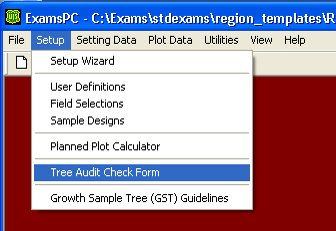 ExamsPC - C:\Exams\stdexams\region_templates\R
File Setup Setting Data Plot Data Utilities View Help
Setup Wizard
User Definitions
Field Selections
Sample Designs
Planned Plot Calculator
Tree Audit Check Form
Growth Sample Tree (GST) Guidelines